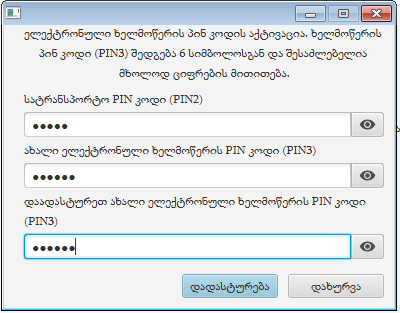 ელექტრონული ხელმოწერის პინ კოდის აქტივაცია. ხელმოწერის
პინ კოდი (PIN3) შედგება 6 სიმბოლოსგან და შესაძლებელია
მხოლოდ ციფრების მითითება.
სატრანსპორტო PIN კოდი (PIN2)
●●●●●
ახალი ელექტრონული ხელმოწერის PIN კოდი (PIN3)
●●●●●●
დაადასტურეთ ახალი ელექტრონული ხელმოწერის PIN კოდი
(PIN3)
●●●●●●
დადასტურება დახურვა